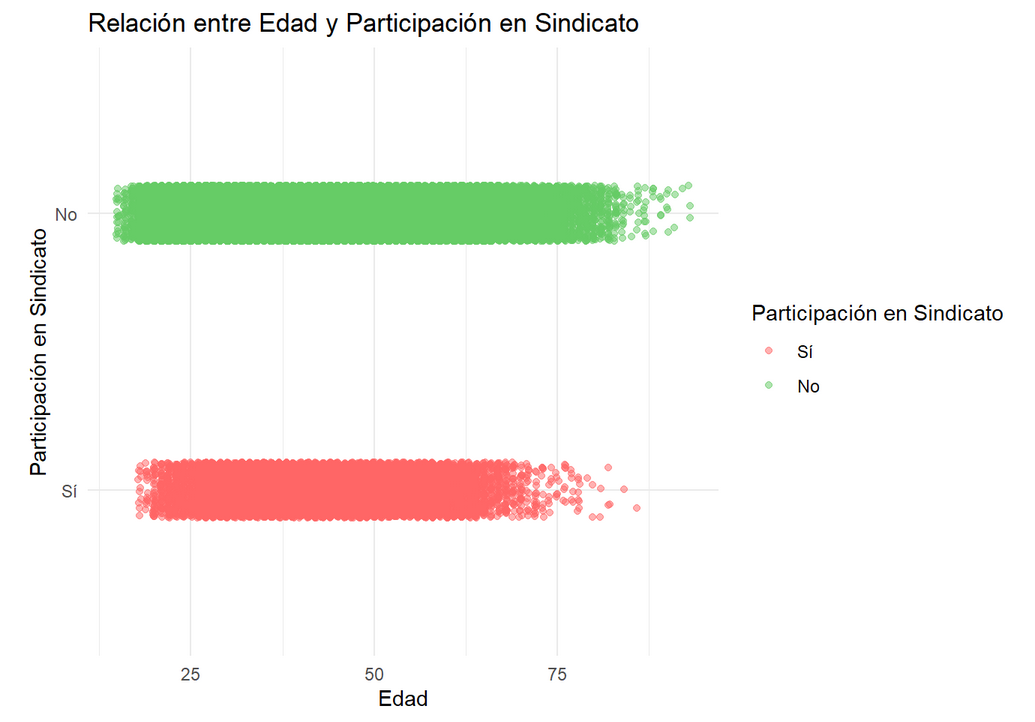 Relación entre Edad y Participación en Sindicato
Participación en Sindicato
No
Sí
25
50
75
Edad
Participación en Sindicato
Sí
No